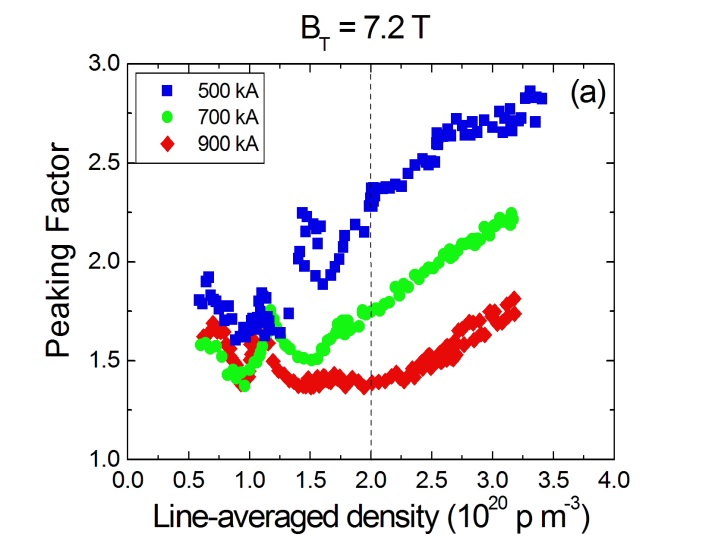 B_T = 7.2 T
(a)
500 kA
700 kA
900 kA
Peaking Factor
3.0
2.5
2.0
1.5
1.0
0.0 0.5 1.0 1.5 2.0 2.5 3.0 3.5 4.0
Line-averaged density (10^20 p m^-3)